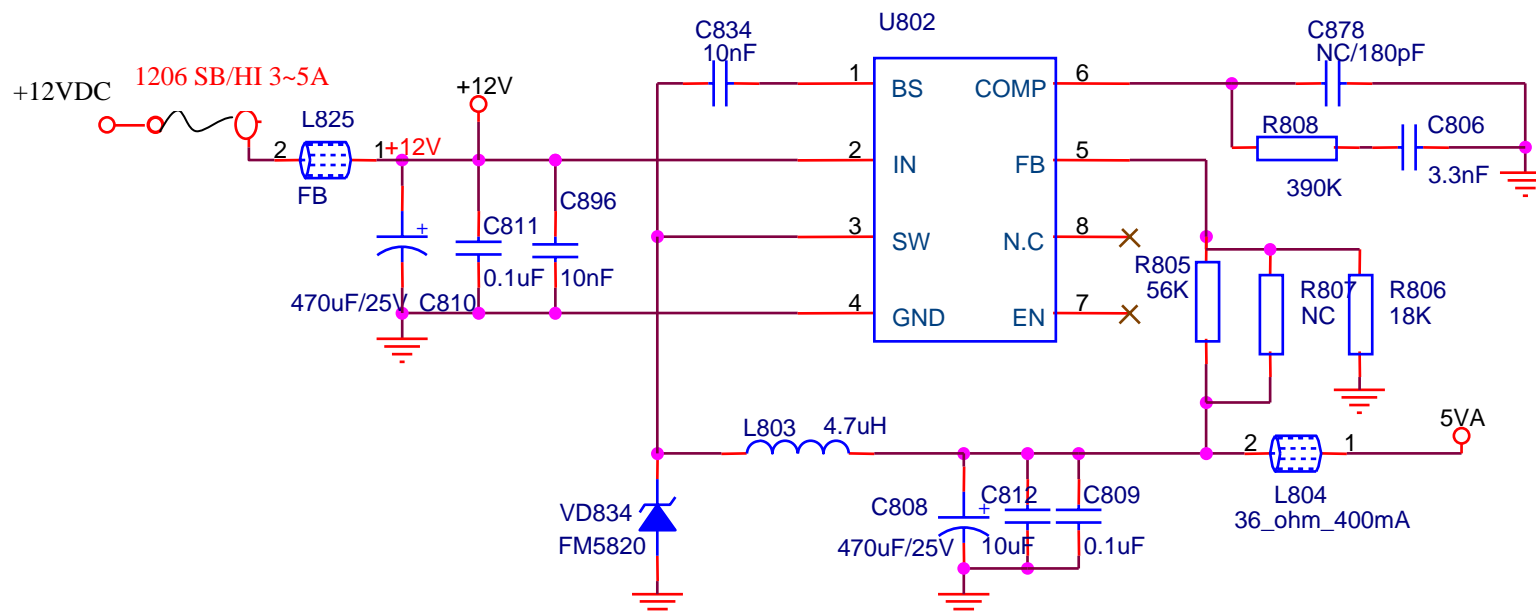 U802
C834
10nF
C878
NC/180pF
1206 SB/HI 3~5A
+12VDC
+12V
1
BS
COMP
6
L825
2
1
+12V
FB
2
IN
FB
5
R808
390K
C806
3.3nF
C896
10nF
C811
0.1uF
470uF/25V
C810
3
SW
N.C
8
4
GND
EN
7
R805
56K
R807
NC
R806
18K
L803
4.7uH
5VA
2
1
L804
36_ohm_400mA
VD834
FM5820
C808
470uF/25V
C812
10uF
C809
0.1uF
+
+